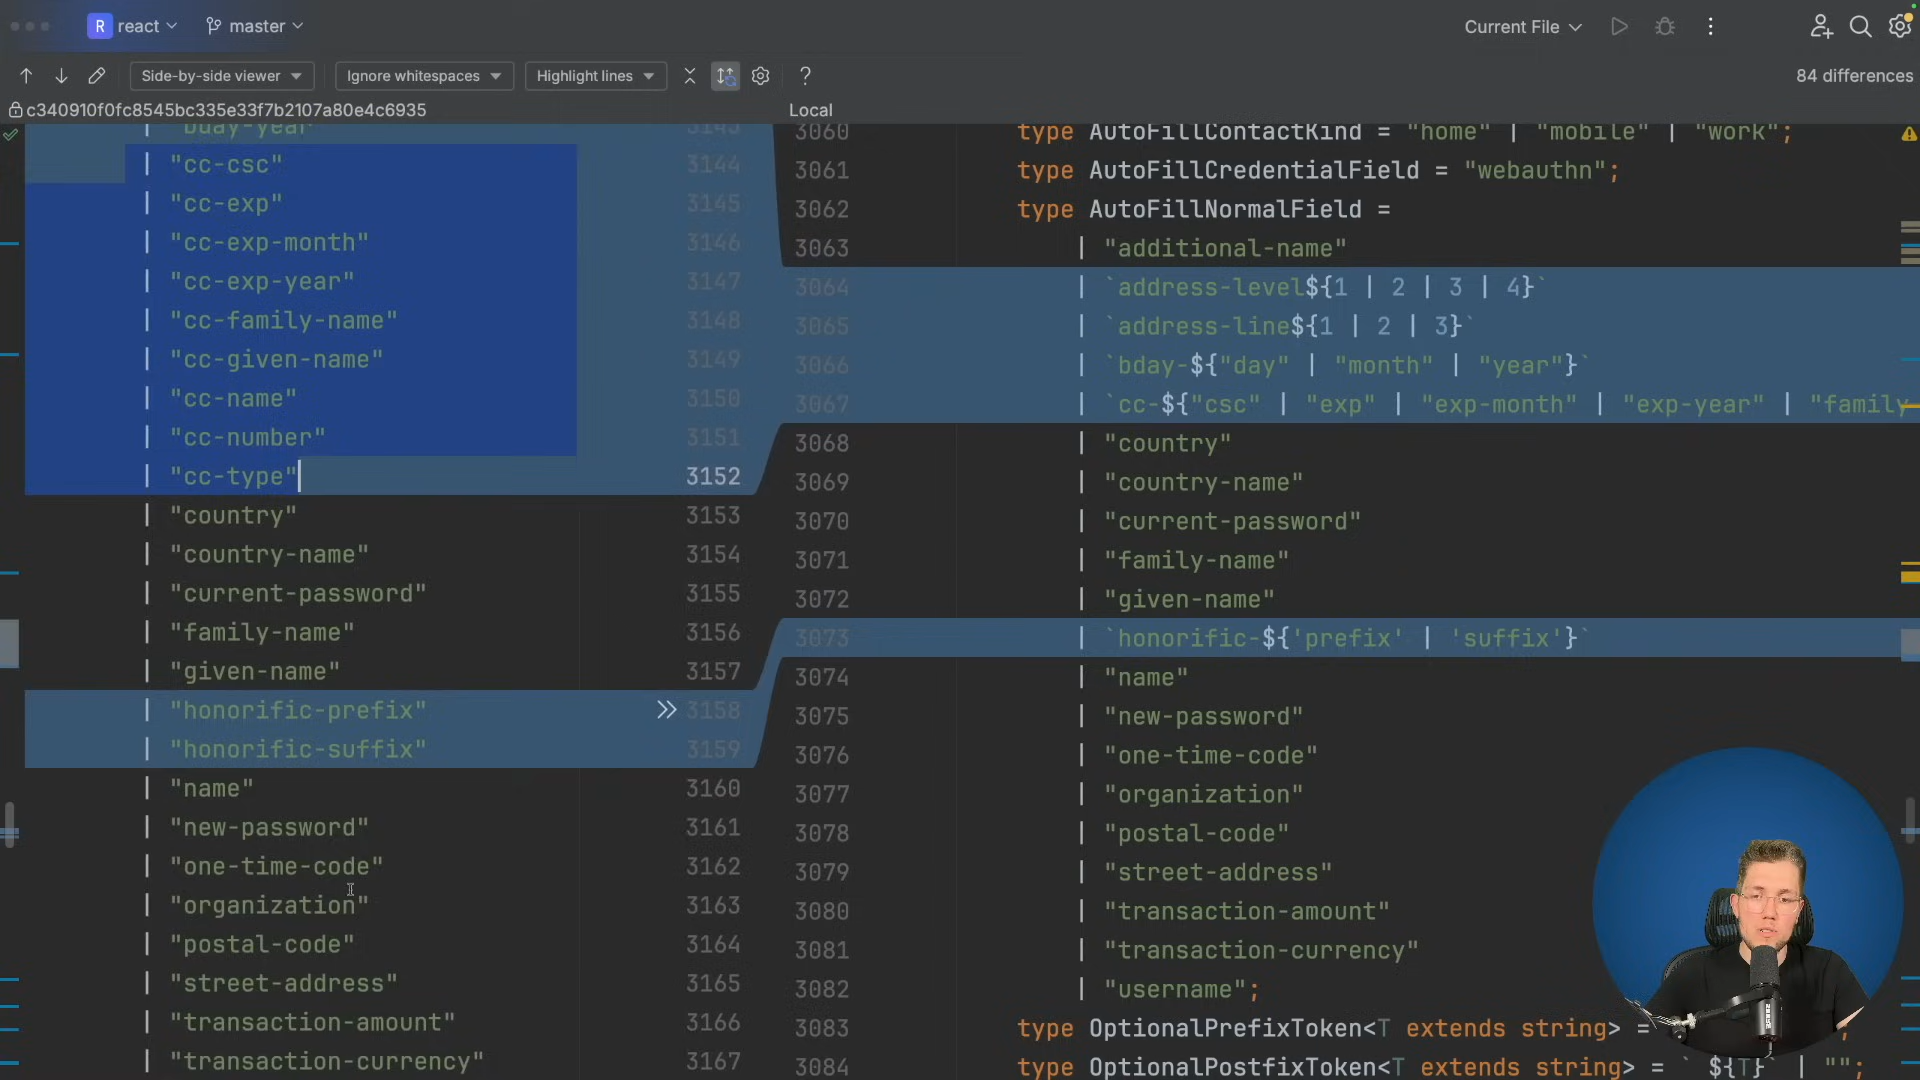 R react master Current File
Side-by-side viewer Ignore whitespaces Highlight lines ? 84 differences
c340910f0fc8545bc335e33f7b2107a80e4c6935 Local
| "bday-year" 3143
| "cc-csc" 3144
| "cc-exp" 3145
| "cc-exp-month" 3146
| "cc-exp-year" 3147
| "cc-family-name" 3148
| "cc-given-name" 3149
| "cc-name" 3150
| "cc-number" 3151
| "cc-type" 3152
| "country" 3153
| "country-name" 3154
| "current-password" 3155
| "family-name" 3156
| "given-name" 3157
| "honorific-prefix" 3158
| "honorific-suffix" 3159
| "name" 3160
| "new-password" 3161
| "one-time-code" 3162
| "organization" 3163
| "postal-code" 3164
| "street-address" 3165
| "transaction-amount" 3166
| "transaction-currency" 3167
3060 type AutoFillContactKind = "home" | "mobile" | "work";
3061 type AutoFillCredentialField = "webauthn";
3062 type AutoFillNormalField =
3063 | "additional-name"
3064 | `address-level${1 | 2 | 3 | 4}`
3065 | `address-line${1 | 2 | 3}`
3066 | `bday-${"day" | "month" | "year"}`
3067 | `cc-${"csc" | "exp" | "exp-month" | "exp-year" | "family-
3068 | "country"
3069 | "country-name"
3070 | "current-password"
3071 | "family-name"
3072 | "given-name"
3073 | `honorific-${'prefix' | 'suffix'}`
3074 | "name"
3075 | "new-password"
3076 | "one-time-code"
3077 | "organization"
3078 | "postal-code"
3079 | "street-address"
3080 | "transaction-amount"
3081 | "transaction-currency"
3082 | "username";
3083 type OptionalPrefixToken<T extends string> = ;
3084 type OptionalPostfixToken<T extends string> = ` ${T}` | "";